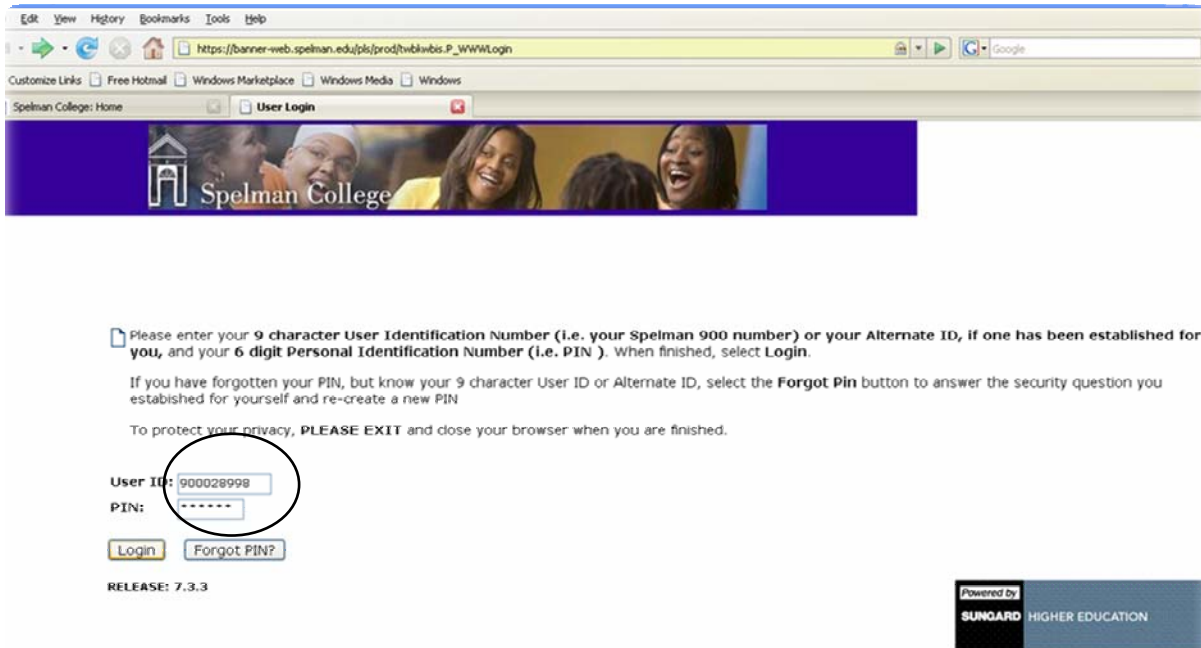 Edit View History Bookmarks Tools Help
https://banner-web.spelman.edu/pls/prod/twbkwbis.P_WWWLogin
Google
Customize Links Free Hotmail Windows Marketplace Windows Media Windows
Spelman College: Home User Login
Spelman College
Please enter your 9 character User Identification Number (i.e. your Spelman 900 number) or your Alternate ID, if one has been established for
you, and your 6 digit Personal Identification Number (i.e. PIN ). When finished, select Login.
If you have forgotten your PIN, but know your 9 character User ID or Alternate ID, select the Forgot Pin button to answer the security question you
estabished for yourself and re-create a new PIN
To protect your privacy, PLEASE EXIT and close your browser when you are finished.
User ID: 900028998
PIN: ••••••
Login Forgot PIN?
RELEASE: 7.3.3
Powered by
SUNGARD HIGHER EDUCATION